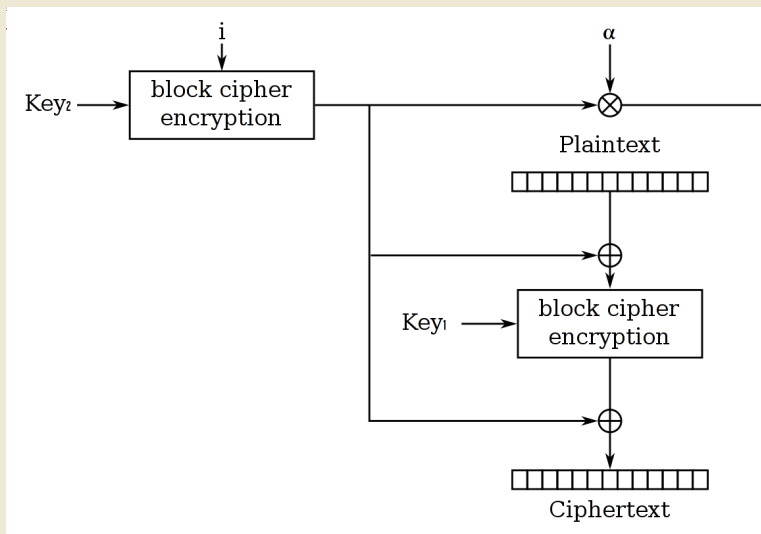 i
α
Key₂
block cipher
encryption
Plaintext
Key₁
block cipher
encryption
Ciphertext